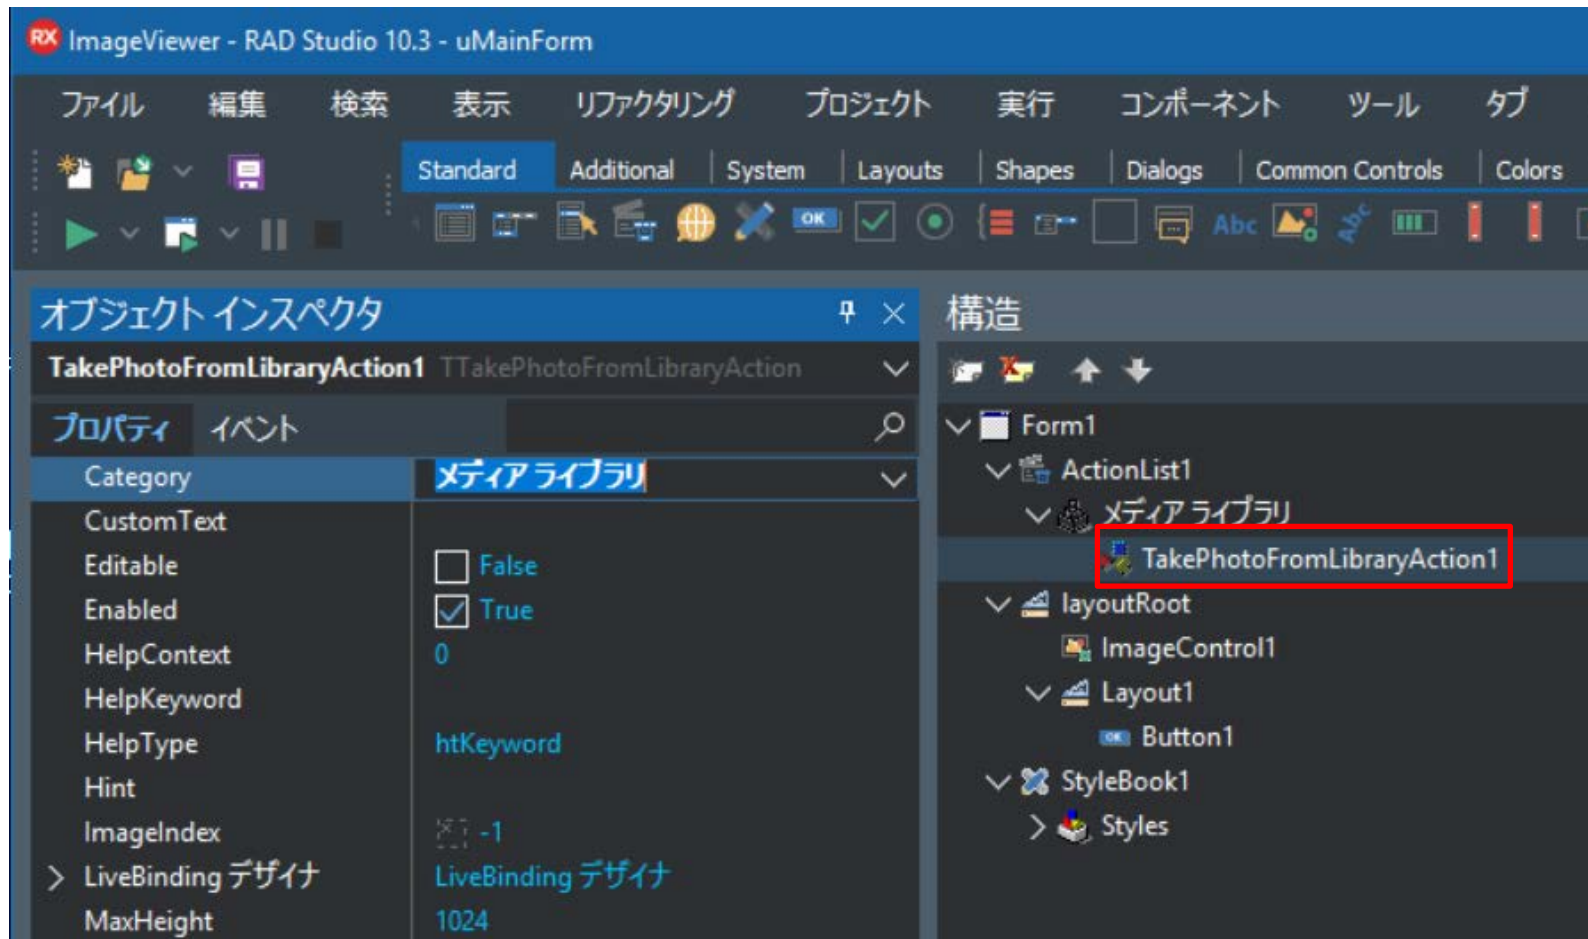 RX ImageViewer - RAD Studio 10.3 - uMainForm
ファイル 編集 検索 表示 リファクタリング プロジェクト 実行 コンポーネント ツール タブ
Standard Additional System Layouts Shapes Dialogs Common Controls Colors
OK Abc Abc
オブジェクト インスペクタ
TakePhotoFromLibraryAction1 TTakePhotoFromLibraryAction
プロパティ イベント
Category メディア ライブラリ
CustomText
Editable False
Enabled True
HelpContext 0
HelpKeyword
HelpType htKeyword
Hint
ImageIndex -1
LiveBinding デザイナ LiveBinding デザイナ
MaxHeight 1024
構造
Form1
ActionList1
メディア ライブラリ
TakePhotoFromLibraryAction1
layoutRoot
ImageControl1
Layout1
OK Button1
StyleBook1
Styles